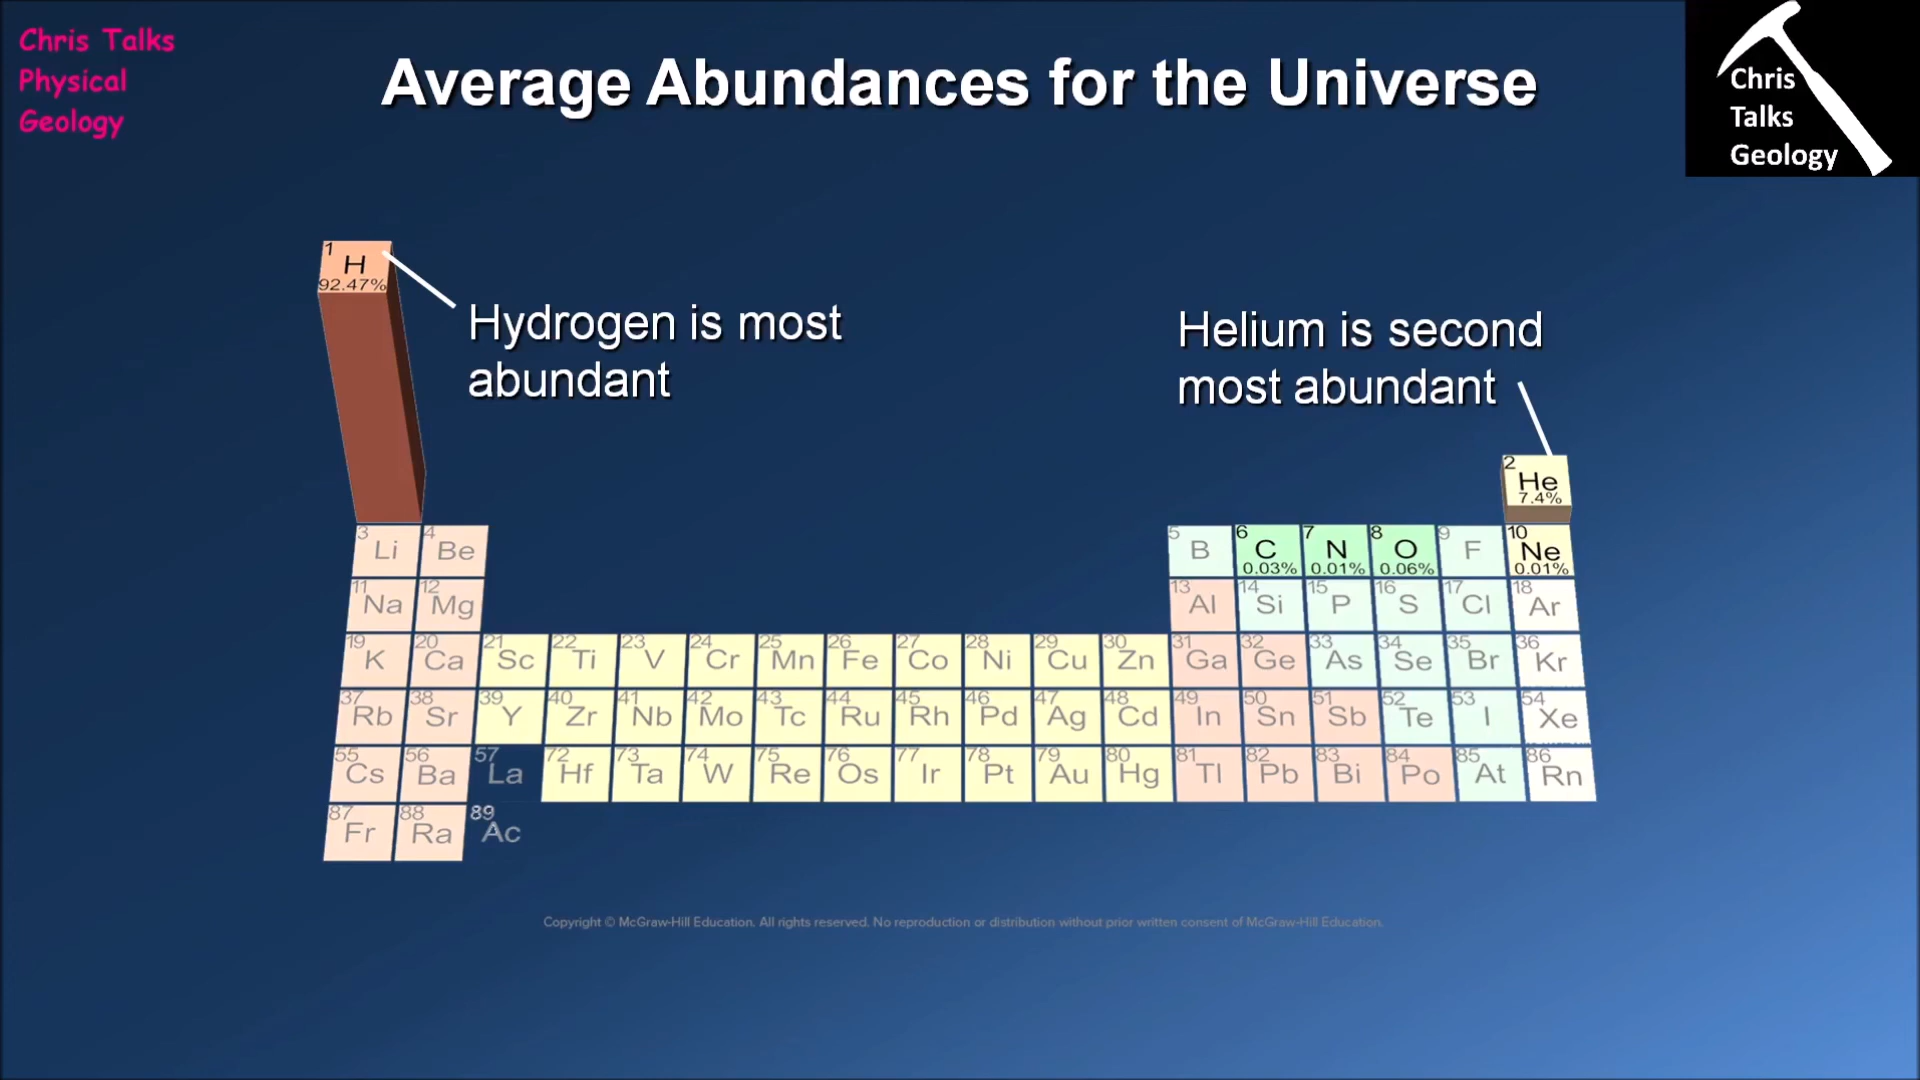 Chris Talks
Physical
Geology
Average Abundances for the Universe
Chris
Talks
Geology
1
H
92.47%
Hydrogen is most
abundant
Helium is second
most abundant
2
He
7.4%
3 4 5 6 7 8 9 10
Li Be B C N O F Ne
0.03% 0.01% 0.06% 0.01%
11 12 13 14 15 16 17 18
Na Mg Al Si P S Cl Ar
19 20 21 22 23 24 25 26 27 28 29 30 31 32 33 34 35 36
K Ca Sc Ti V Cr Mn Fe Co Ni Cu Zn Ga Ge As Se Br Kr
37 38 39 40 41 42 43 44 45 46 47 48 49 50 51 52 53 54
Rb Sr Y Zr Nb Mo Tc Ru Rh Pd Ag Cd In Sn Sb Te I Xe
55 56 57 72 73 74 75 76 77 78 79 80 81 82 83 84 85 86
Cs Ba La Hf Ta W Re Os Ir Pt Au Hg Tl Pb Bi Po At Rn
87 88 89
Fr Ra Ac
Copyright © McGraw-Hill Education. All rights reserved. No reproduction or distribution without prior written consent of McGraw-Hill Education.